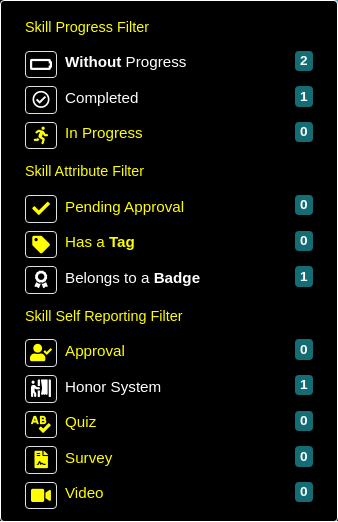 Skill Progress Filter
Without Progress 2
Completed 1
In Progress 0
Skill Attribute Filter
Pending Approval 0
Has a Tag 0
Belongs to a Badge 1
Skill Self Reporting Filter
Approval 0
Honor System 1
AB Quiz 0
Survey 0
Video 0